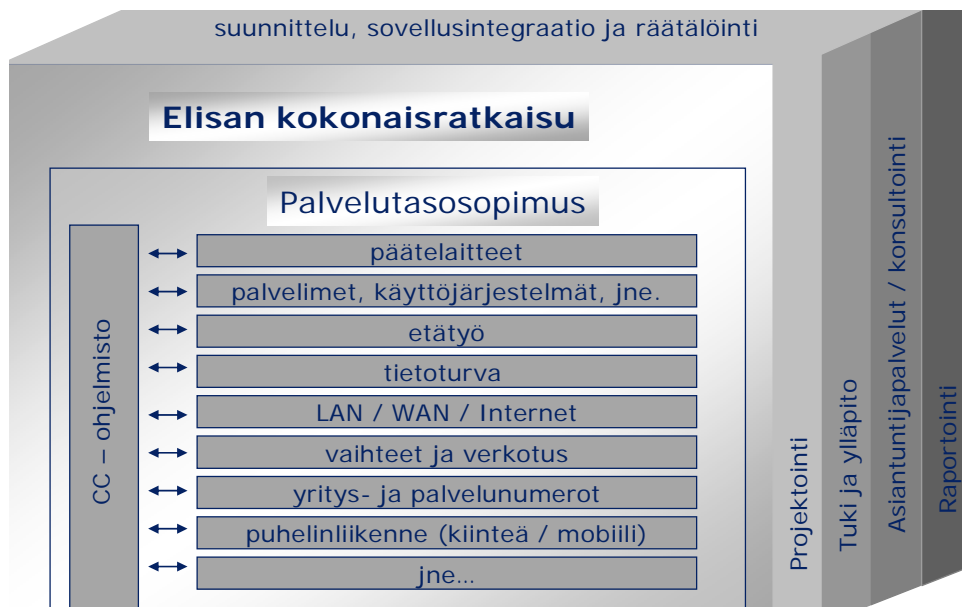 suunnittelu, sovellusintegraatio ja räätälöinti
Elisan kokonaisratkaisu
Palvelutasosopimus
CC – ohjelmisto
päätelaitteet
palvelimet, käyttöjärjestelmät, jne.
etätyö
tietoturva
LAN / WAN / Internet
vaihteet ja verkotus
yritys- ja palvelunumerot
puhelinliikenne (kiinteä / mobiili)
jne...
Projektointi
Tuki ja ylläpito
Asiantuntijapalvelut / konsultointi
Raportointi